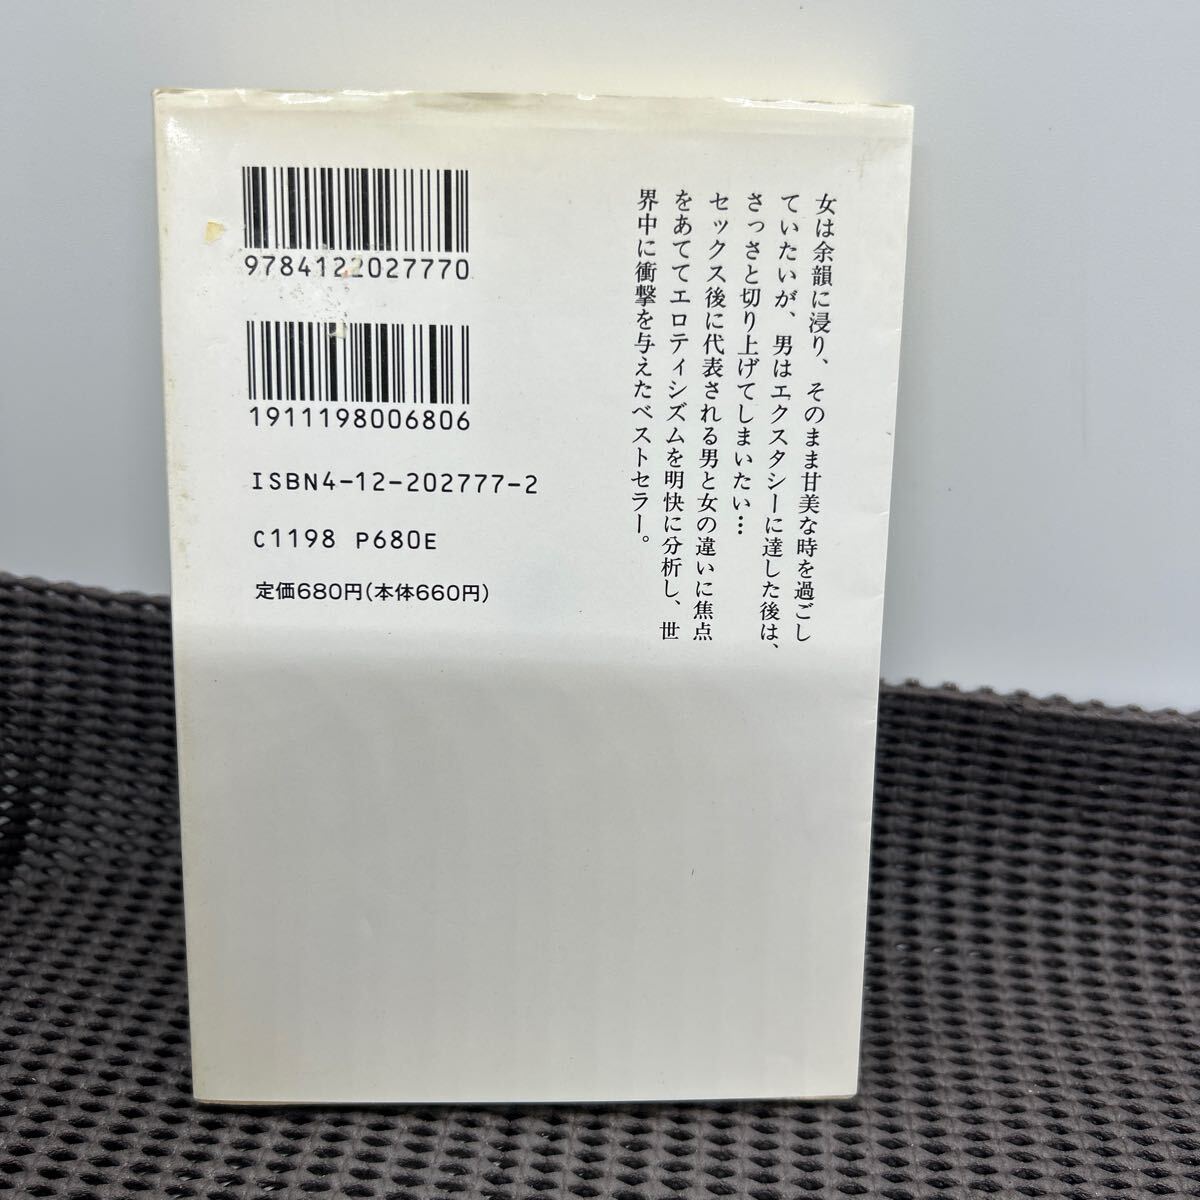 9784122027770
1911198006806
ISBN4-12-202777-2
C1198 P680E
定価680円(本体660円)
女は余韻に浸り、そのまま甘美な時を過ごし
ていたいが、男はエクスタシーに達した後は、
さっさと切り上げてしまいたい…
セックス後に代表される男と女の違いに焦点
をあててエロティシズムを明快に分析し、世
界中に衝撃を与えたベストセラー。